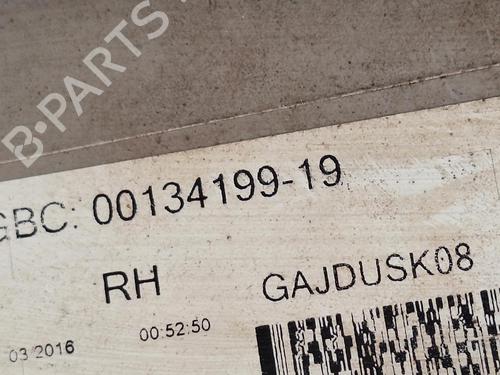 B-PARTS
GBC: 00134199-19
RH
GAJDUSK08
03 2016
00:52:50